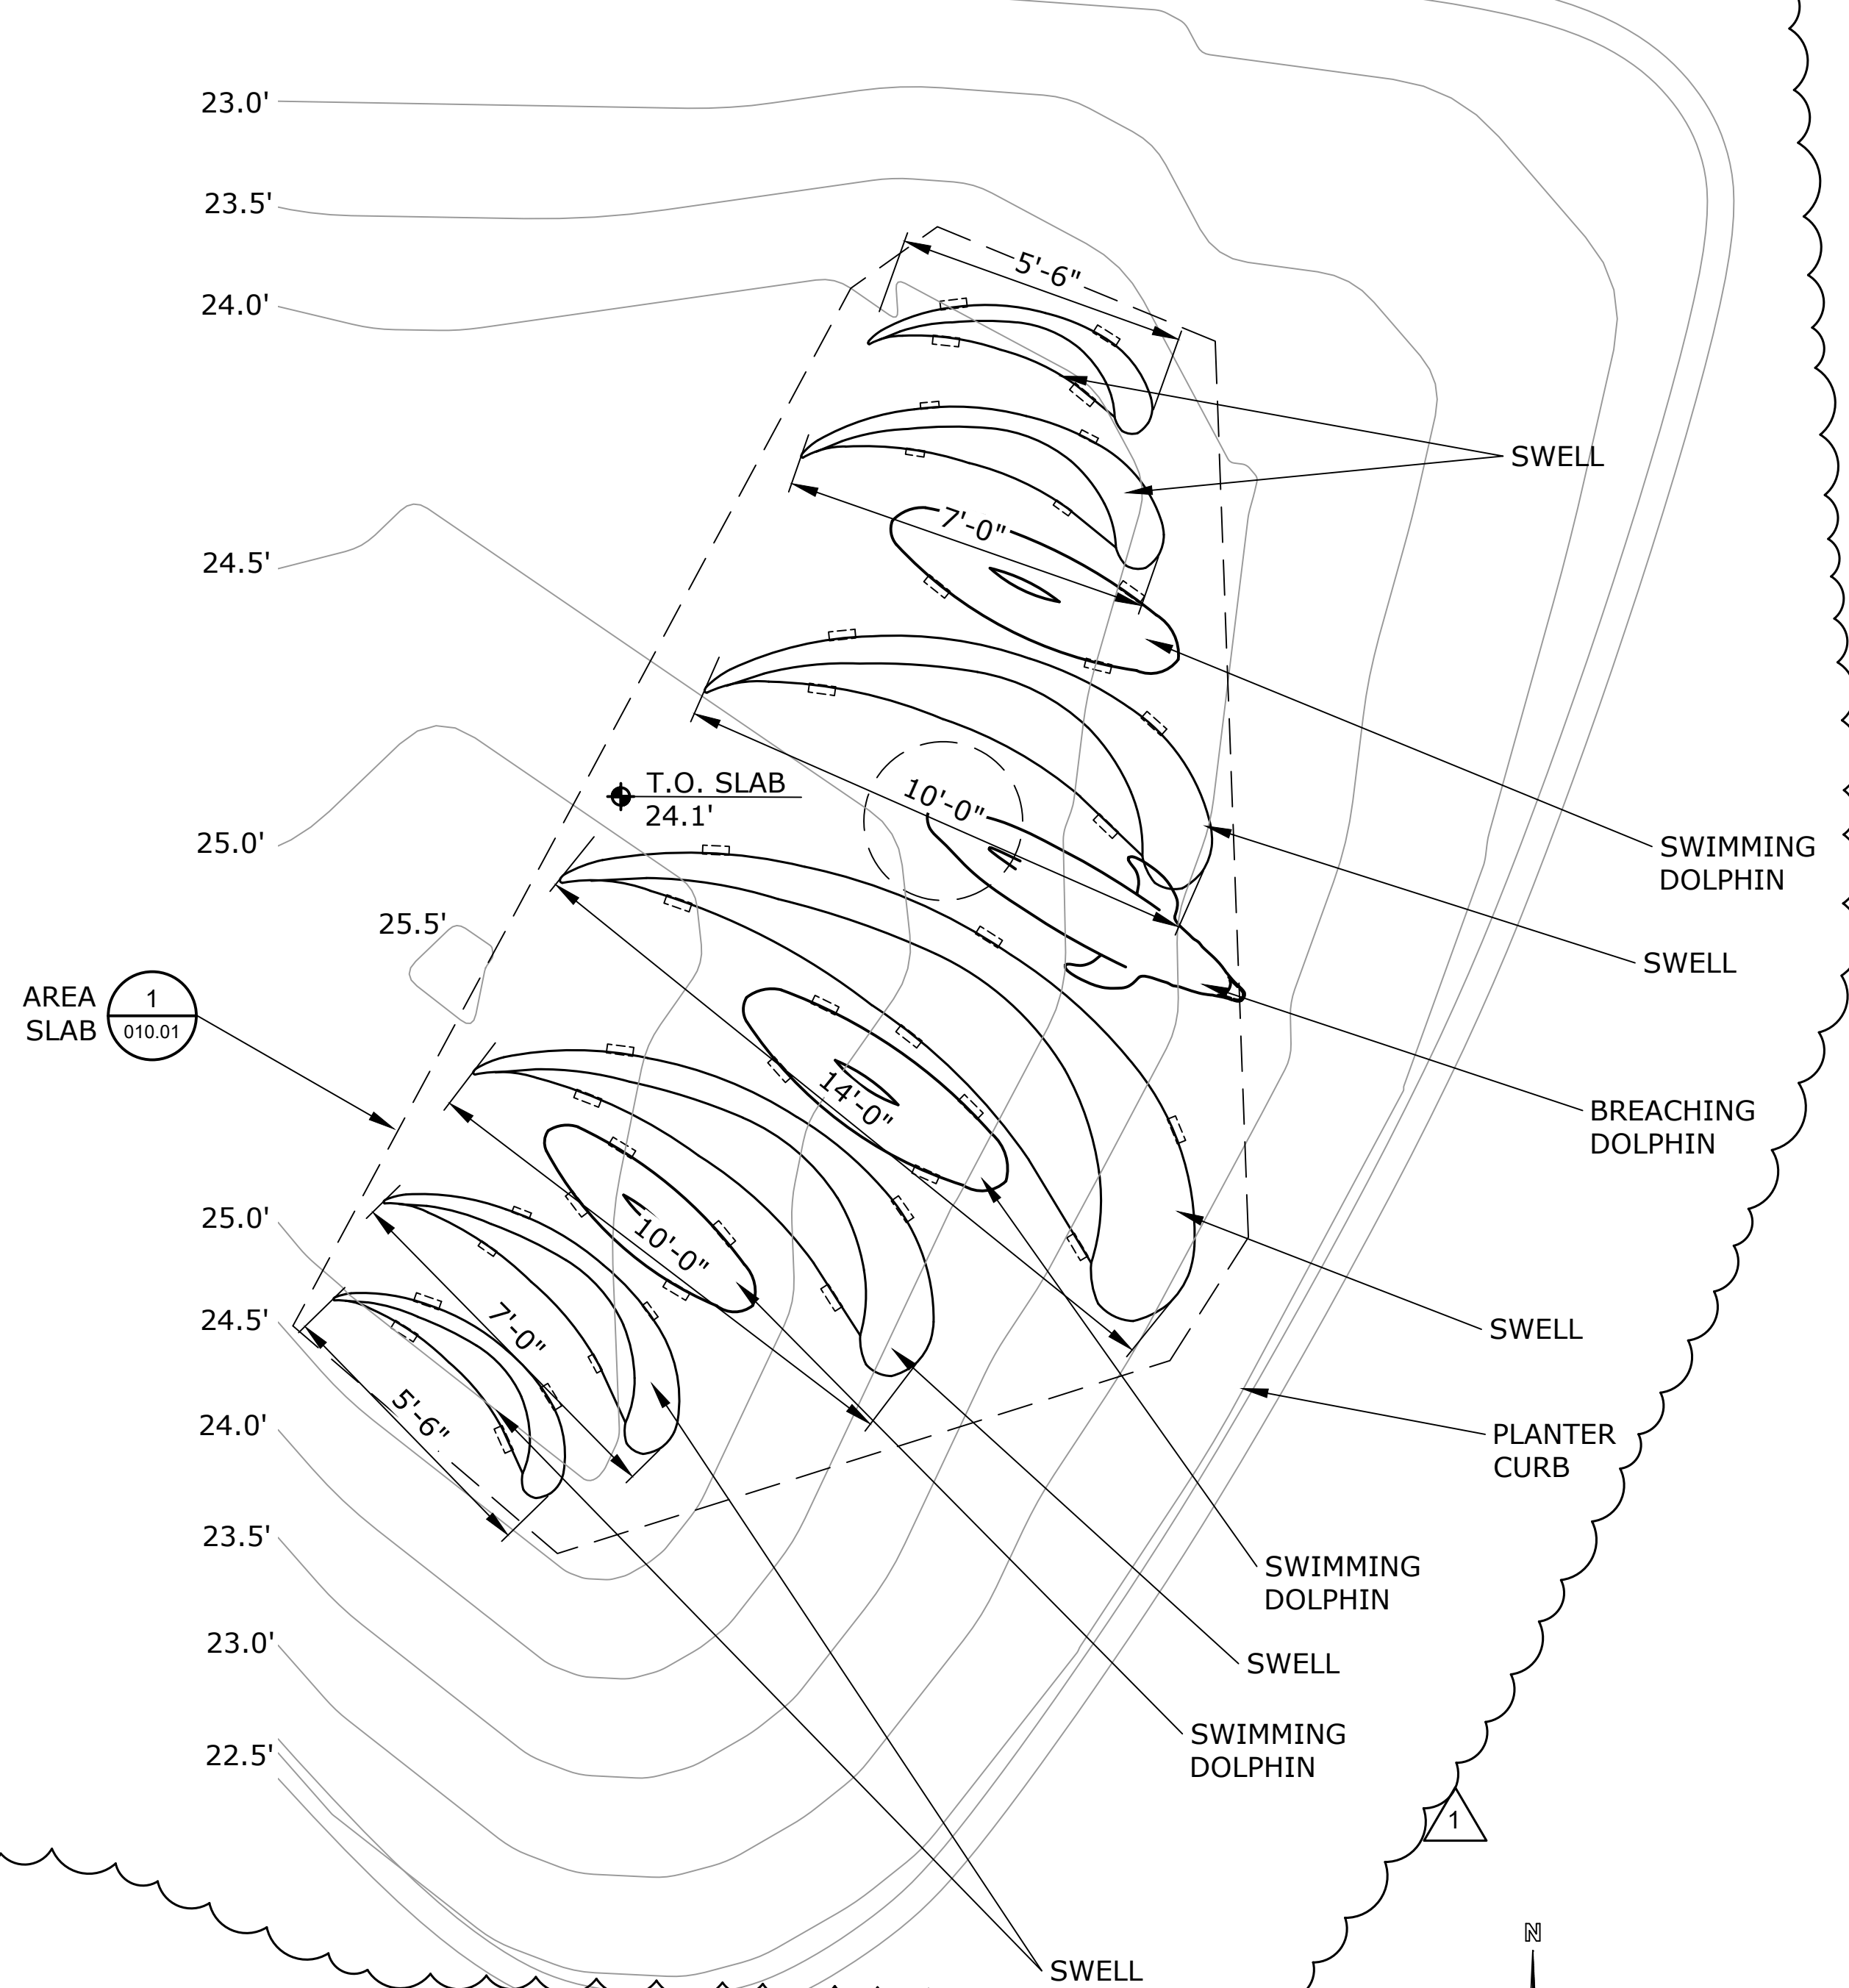 23.0'
23.5'
5'-6"
24.0'
SWELL
7'-0"
24.5'
T.O. SLAB
24.1'
10'-0"
25.0'
SWIMMING
DOLPHIN
25.5'
SWELL
AREA
SLAB
1
010.01
14'-0"
BREACHING
DOLPHIN
25.0'
10'-0"
24.5'
7'-0"
SWELL
5'-6"
24.0'
PLANTER
CURB
23.5'
SWIMMING
DOLPHIN
23.0'
SWELL
SWIMMING
DOLPHIN
22.5'
1
N
SWELL